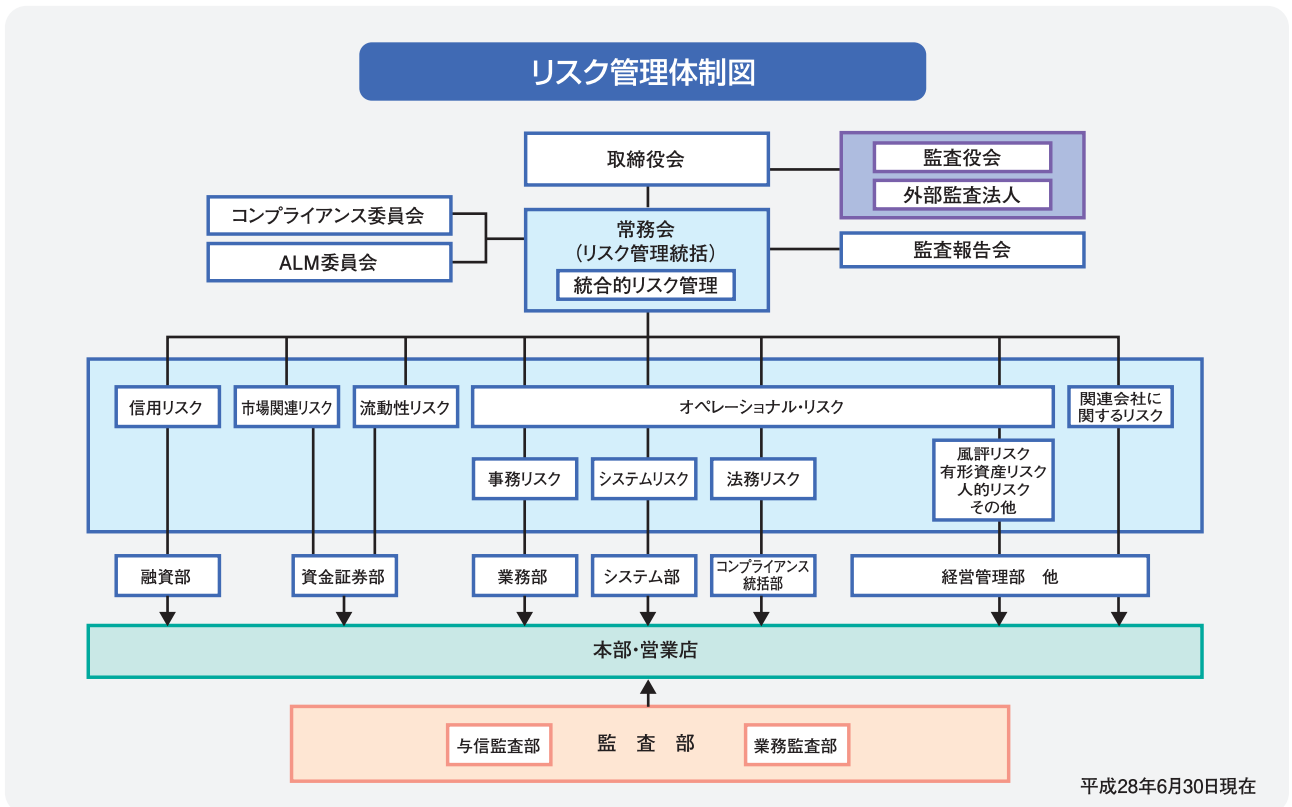 リスク管理体制図
取締役会
監査役会
外部監査法人
コンプライアンス委員会
ALM委員会
常務会
(リスク管理統括)
統合的リスク管理
監査報告会
信用リスク
市場関連リスク
流動性リスク
オペレーショナル・リスク
関連会社に
関するリスク
事務リスク
システムリスク
法務リスク
風評リスク
有形資産リスク
人的リスク
その他
融資部
資金証券部
業務部
システム部
コンプライアンス
統括部
経営管理部　他
本部・営業店
与信監査部
監　査　部
業務監査部
平成28年6月30日現在